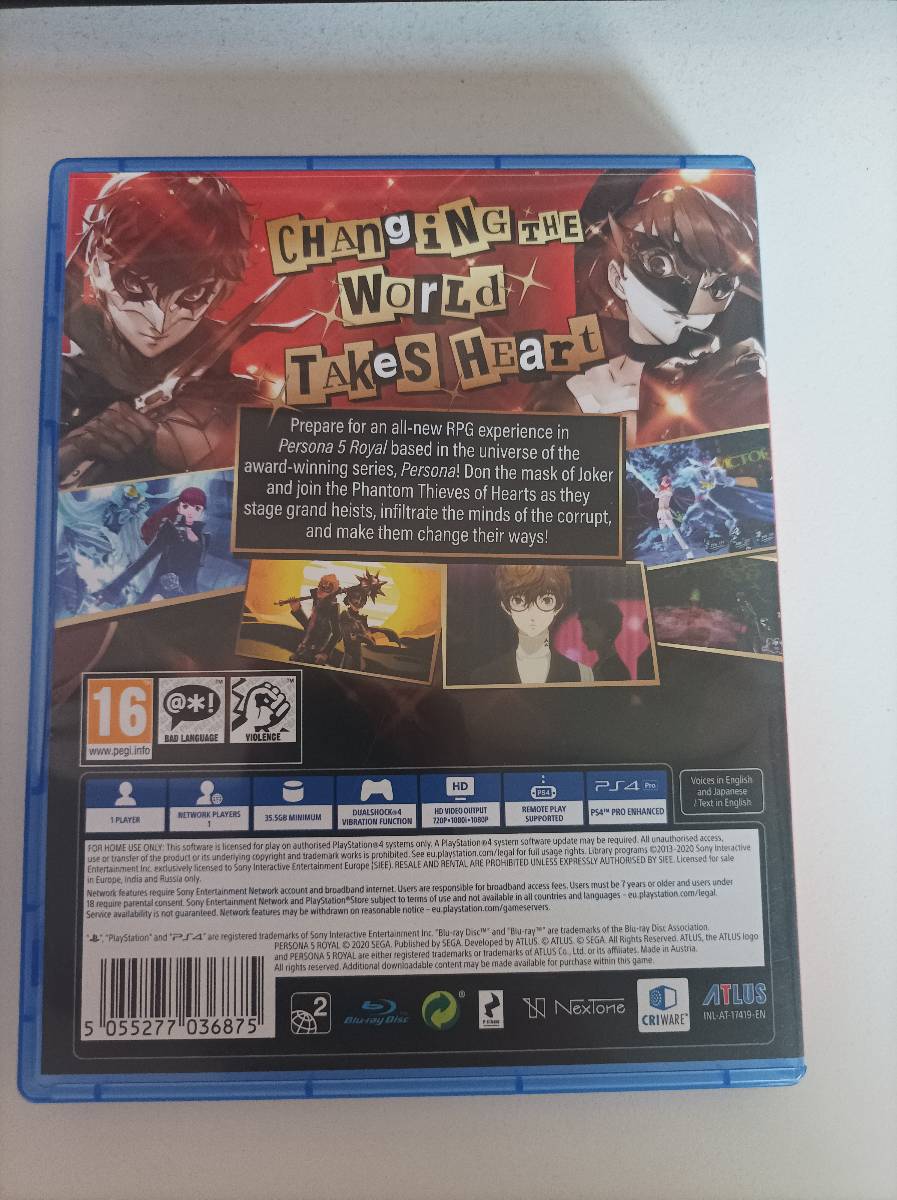 CHANgiNG THE
WorLd
TAKeS Heart
Prepare for an all-new RPG experience in
Persona 5 Royal based in the universe of the
award-winning series, Persona! Don the mask of Joker
and join the Phantom Thieves of Hearts as they
stage grand heists, infiltrate the minds of the corrupt,
and make them change their ways!
16
www.pegi.info
@*!
BAD LANGUAGE
VIOLENCE
1 PLAYER
NETWORK PLAYERS
1
35.5GB MINIMUM
DUALSHOCK®4
VIBRATION FUNCTION
HD
HD VIDEO OUTPUT
720P•1080i•1080P
PS4
REMOTE PLAY
SUPPORTED
PS4 Pro
PS4™ PRO ENHANCED
Voices in English
and Japanese
/ Text in English
FOR HOME USE ONLY: This software is licensed for play on authorised PlayStation®4 systems only. A PlayStation®4 system software update may be required. All unauthorised access,
use or transfer of the product or its underlying copyright and trademark works is prohibited. See eu.playstation.com/legal for full usage rights. Library programs ©2013-2020 Sony Interactive
Entertainment Inc. exclusively licensed to Sony Interactive Entertainment Europe (SIEE). RESALE AND RENTAL ARE PROHIBITED UNLESS EXPRESSLY AUTHORISED BY SIEE. Licensed for sale
in Europe, India and Russia only.
Network features require Sony Entertainment Network account and broadband internet. Users are responsible for broadband access fees. Users must be 7 years or older and users under
18 require parental consent. Sony Entertainment Network and PlayStation®Store subject to terms of use and not available in all countries and languages – eu.playstation.com/legal.
Service availability is not guaranteed. Network features may be withdrawn on reasonable notice – eu.playstation.com/gameservers.
", "PlayStation" and "PS4" are registered trademarks of Sony Interactive Entertainment Inc. "Blu-ray Disc™" and "Blu-ray™" are trademarks of the Blu-ray Disc Association.
PERSONA 5 ROYAL © 2020 SEGA. Published by SEGA. Developed by ATLUS. © ATLUS. © SEGA. All Rights Reserved. ATLUS, the ATLUS logo
and PERSONA 5 ROYAL are either registered trademarks or trademarks of ATLUS Co., Ltd. or its affiliates. Made in Austria.
All rights reserved. Additional downloadable content may be made available for purchase within this game.
5 055277 036875
2
Blu-ray Disc
NexTone
CRIWARE™
ATLUS
INL-AT-17419-EN